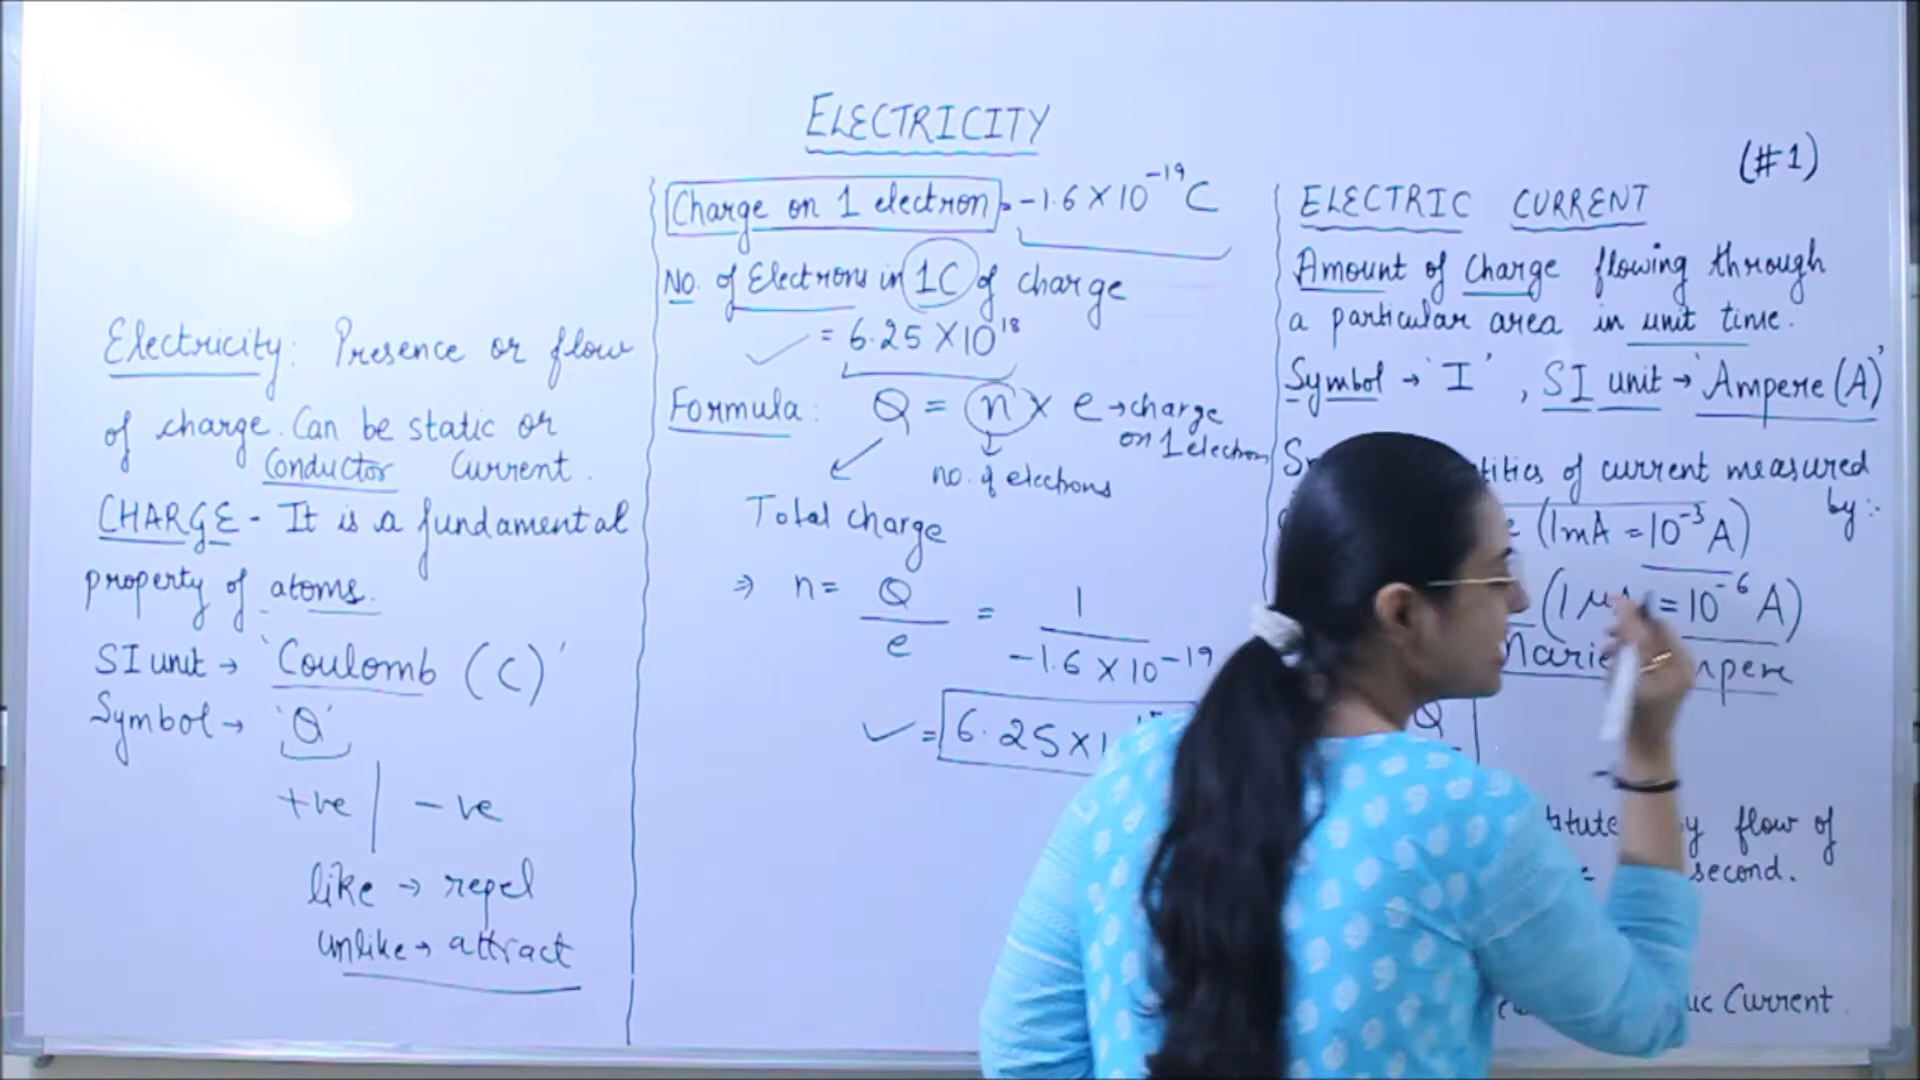 ELECTRICITY
(#1)
Electricity: Presence or flow
of charge. Can be static or
Conductor Current.
CHARGE - It is a fundamental
property of atoms.
SI unit → 'Coulomb (C)'
Symbol → 'Q'
+ve | -ve
like → repel
unlike → attract
Charge on 1 electron = -1.6 × 10⁻¹⁹ C
No. of Electrons in 1C of charge
= 6.25 × 10¹⁸
Formula: Q = n × e → charge
on 1 electron
no. of electrons
Total charge
⇒ n = Q/e = 1/-1.6 × 10⁻¹⁹
= 6.25 ×
ELECTRIC CURRENT
Amount of Charge flowing through
a particular area in unit time.
Symbol → 'I', SI unit → 'Ampere (A)'
of current measured
by:-
(1mA = 10⁻³ A)
= 10⁻⁶ A)
Marie
Q
by flow of
second.
Current.